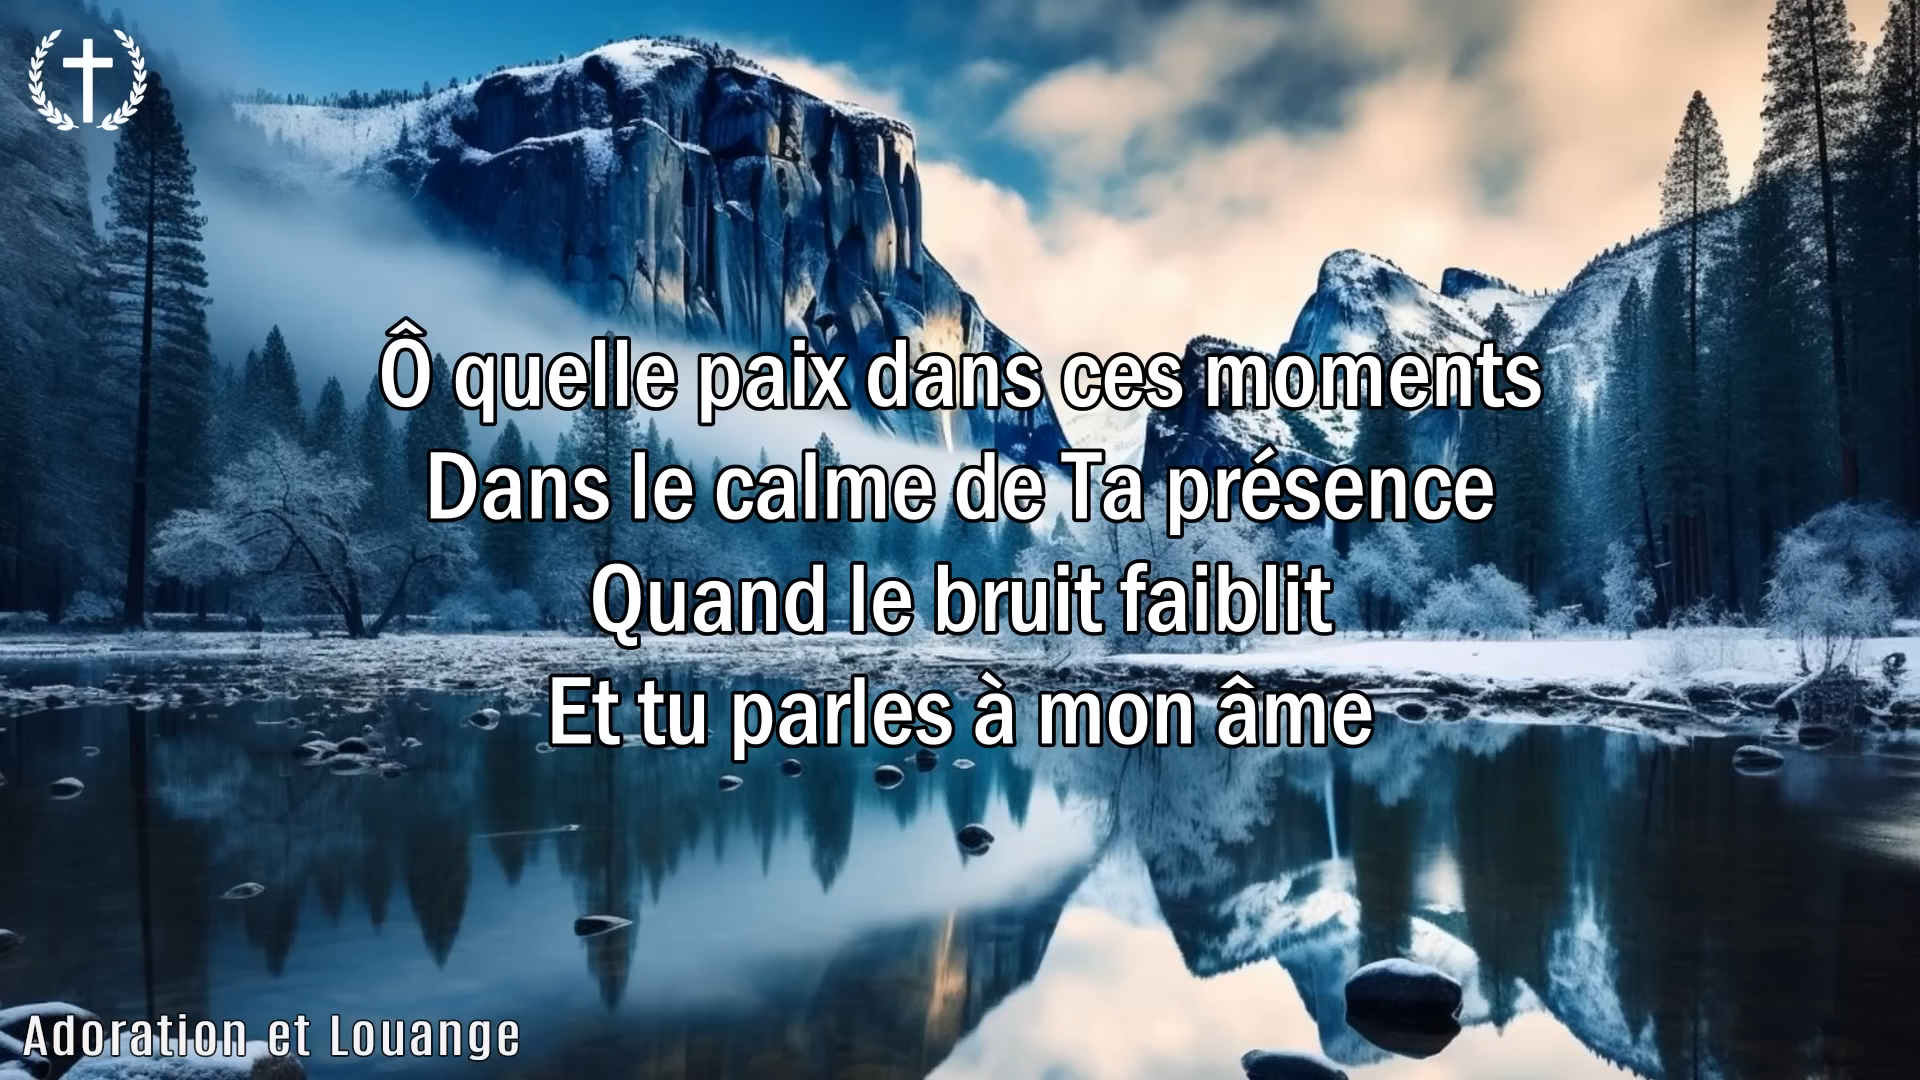 Ô quelle paix dans ces moments
Dans le calme de Ta présence
Quand le bruit faiblit
Et tu parles à mon âme
Adoration et Louange